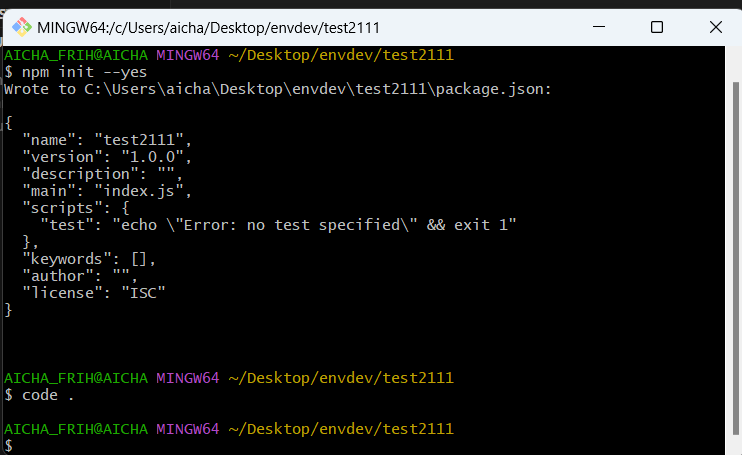 MINGW64:/c/Users/aicha/Desktop/envdev/test2111
AICHA_FRIH@AICHA MINGW64 ~/Desktop/envdev/test2111
$ npm init --yes
Wrote to C:\Users\aicha\Desktop\envdev\test2111\package.json:
{
  "name": "test2111",
  "version": "1.0.0",
  "description": "",
  "main": "index.js",
  "scripts": {
    "test": "echo \"Error: no test specified\" && exit 1"
  },
  "keywords": [],
  "author": "",
  "license": "ISC"
}
AICHA_FRIH@AICHA MINGW64 ~/Desktop/envdev/test2111
$ code .
AICHA_FRIH@AICHA MINGW64 ~/Desktop/envdev/test2111
$